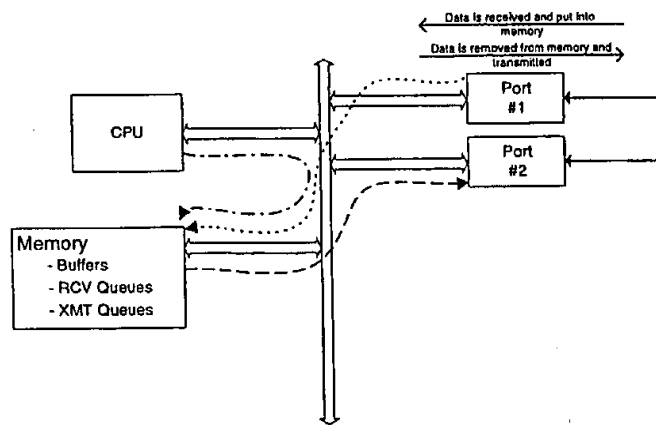 Data is received and put into
memory
Data is removed from memory and
transmitted
Port
#1
CPU
Port
#2
Memory
- Buffers
- RCV Queues
- XMT Queues